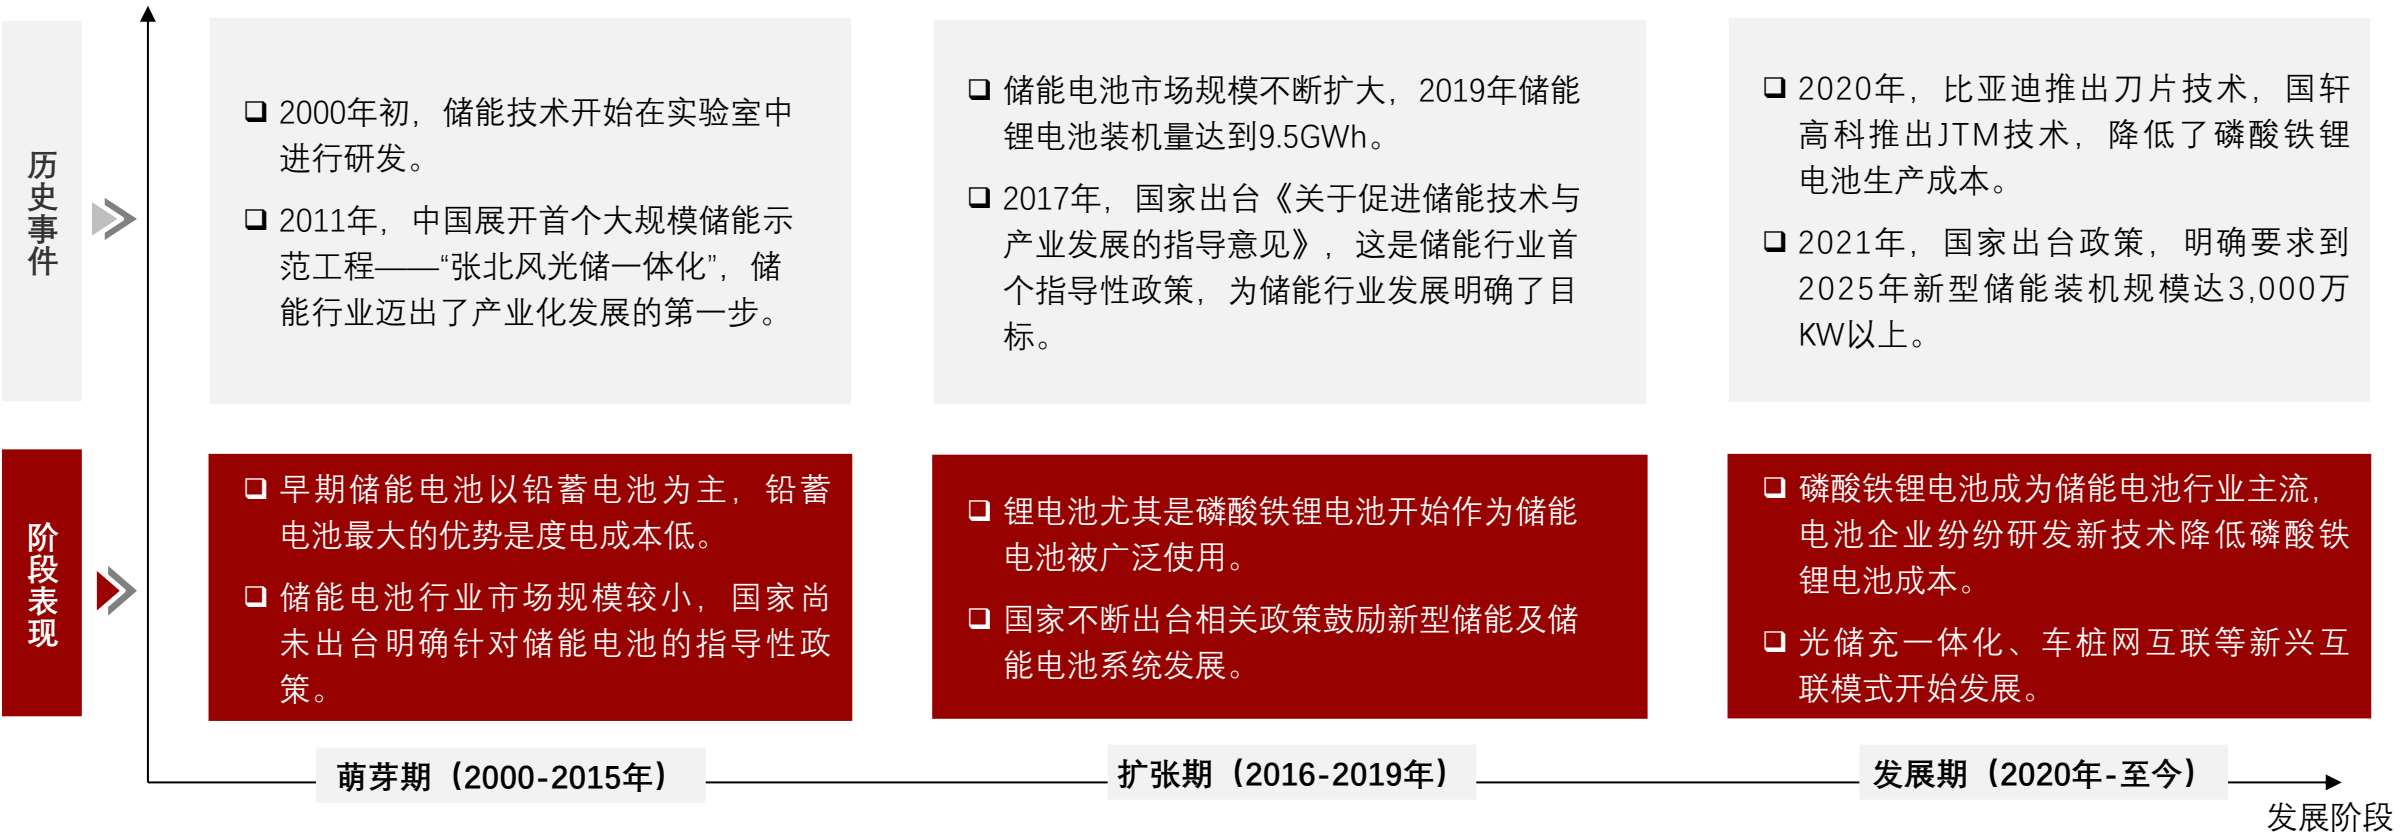 历史事件
❑ 2000年初，储能技术开始在实验室中
进行研发。
❑ 2011年，中国展开首个大规模储能示
范工程——“张北风光储一体化”，储
能行业迈出了产业化发展的第一步。
❑ 储能电池市场规模不断扩大，2019年储能
锂电池装机量达到9.5GWh。
❑ 2017年，国家出台《关于促进储能技术与
产业发展的指导意见》，这是储能行业首
个指导性政策，为储能行业发展明确了目
标。
❑ 2020年，比亚迪推出刀片技术，国轩
高科推出JTM技术，降低了磷酸铁锂
电池生产成本。
❑ 2021年，国家出台政策，明确要求到
2025年新型储能装机规模达3,000万
KW以上。
阶段表现
❑ 早期储能电池以铅蓄电池为主，铅蓄
电池最大的优势是度电成本低。
❑ 储能电池行业市场规模较小，国家尚
未出台明确针对储能电池的指导性政
策。
❑ 锂电池尤其是磷酸铁锂电池开始作为储能
电池被广泛使用。
❑ 国家不断出台相关政策鼓励新型储能及储
能电池系统发展。
❑ 磷酸铁锂电池成为储能电池行业主流，
电池企业纷纷研发新技术降低磷酸铁
锂电池成本。
❑ 光储充一体化、车桩网互联等新兴互
联模式开始发展。
萌芽期（2000-2015年）
扩张期（2016-2019年）
发展期（2020年-至今）
发展阶段